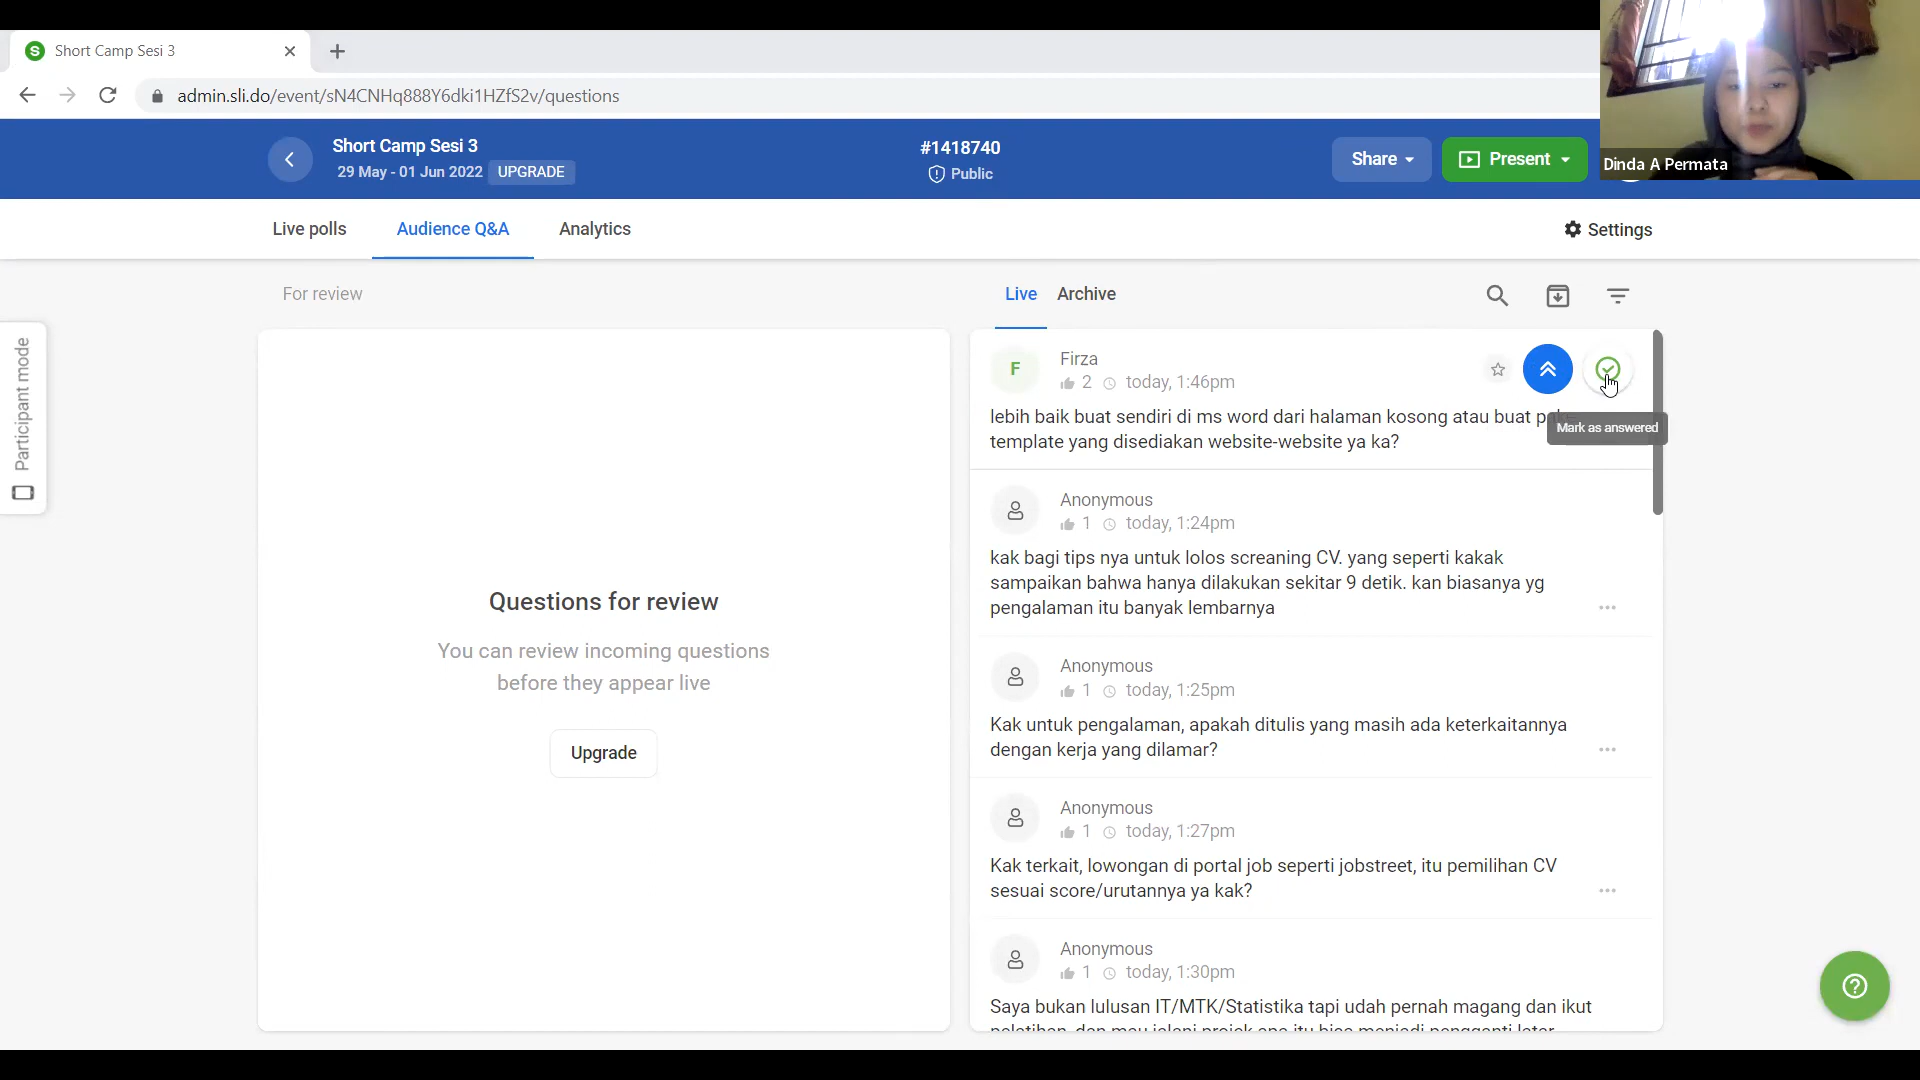 Short Camp Sesi 3
admin.sli.do/event/sN4CNHq888Y6dki1HZfS2v/questions
Dinda A Permata
Short Camp Sesi 3
29 May - 01 Jun 2022 UPGRADE
#1418740
Public
Share
Present
Live polls
Audience Q&A
Analytics
Settings
Participant mode
For review
Questions for review
You can review incoming questions
before they appear live
Upgrade
Live
Archive
F
Firza
2 today, 1:46pm
lebih baik buat sendiri di ms word dari halaman kosong atau buat
template yang disediakan website-website ya ka?
Mark as answered
Anonymous
1 today, 1:24pm
kak bagi tips nya untuk lolos screaning CV. yang seperti kakak
sampaikan bahwa hanya dilakukan sekitar 9 detik. kan biasanya yg
pengalaman itu banyak lembarnya
Anonymous
1 today, 1:25pm
Kak untuk pengalaman, apakah ditulis yang masih ada keterkaitannya
dengan kerja yang dilamar?
Anonymous
1 today, 1:27pm
Kak terkait, lowongan di portal job seperti jobstreet, itu pemilihan CV
sesuai score/urutannya ya kak?
Anonymous
1 today, 1:30pm
Saya bukan lulusan IT/MTK/Statistika tapi udah pernah magang dan ikut